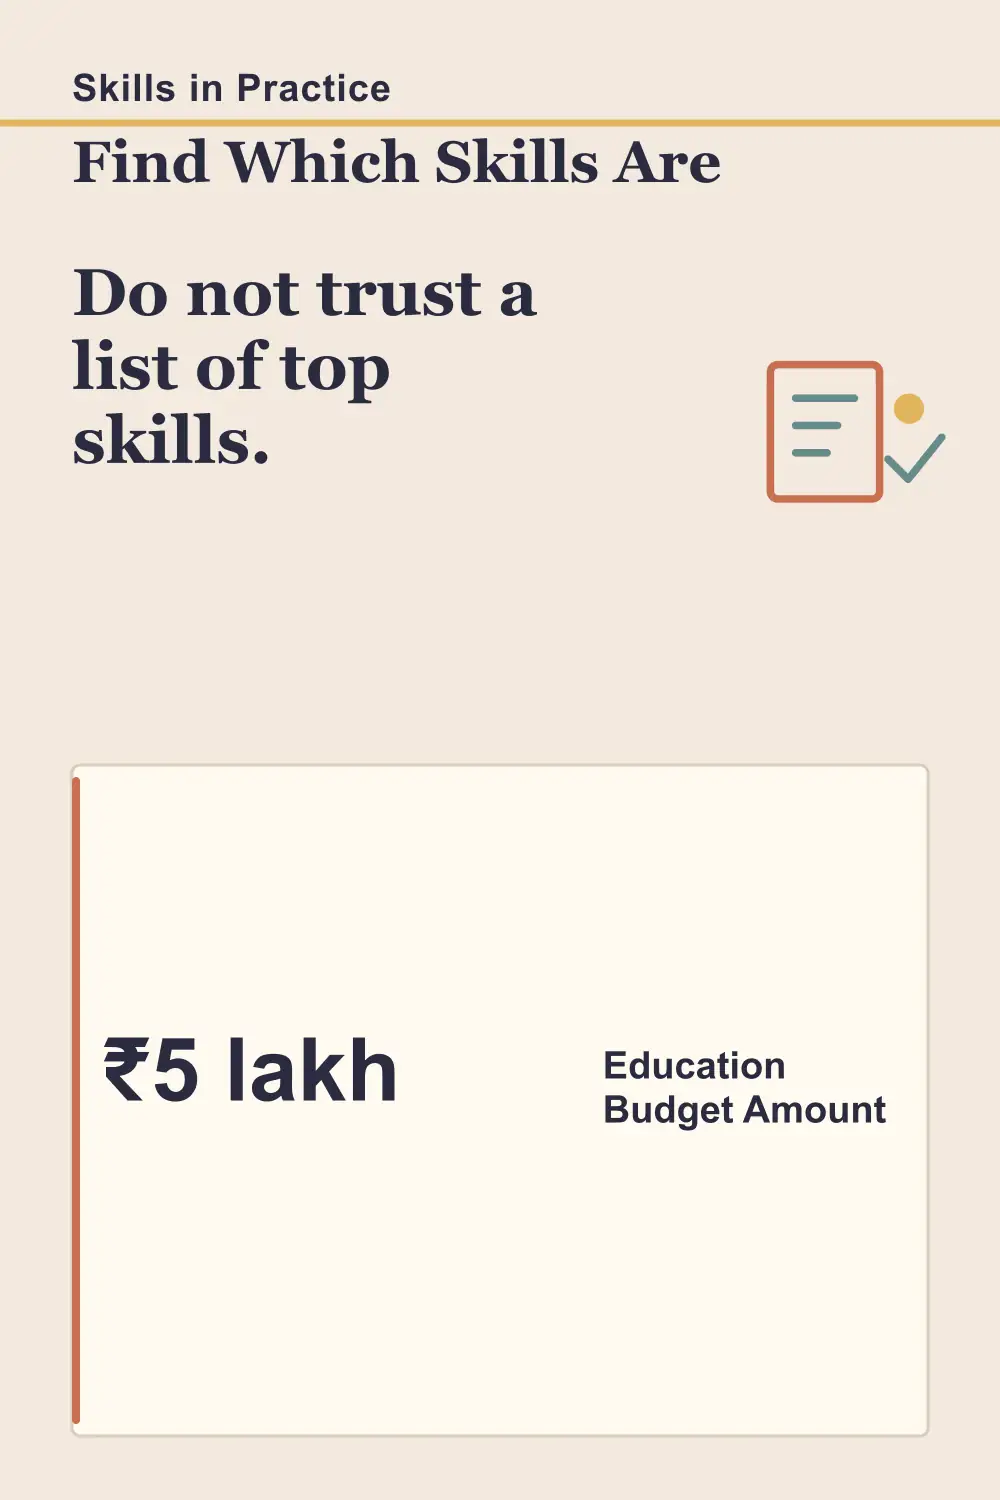 Skills in Practice
Find Which Skills Are
Do not trust a
list of top
skills.
₹5 lakh
Education
Budget Amount